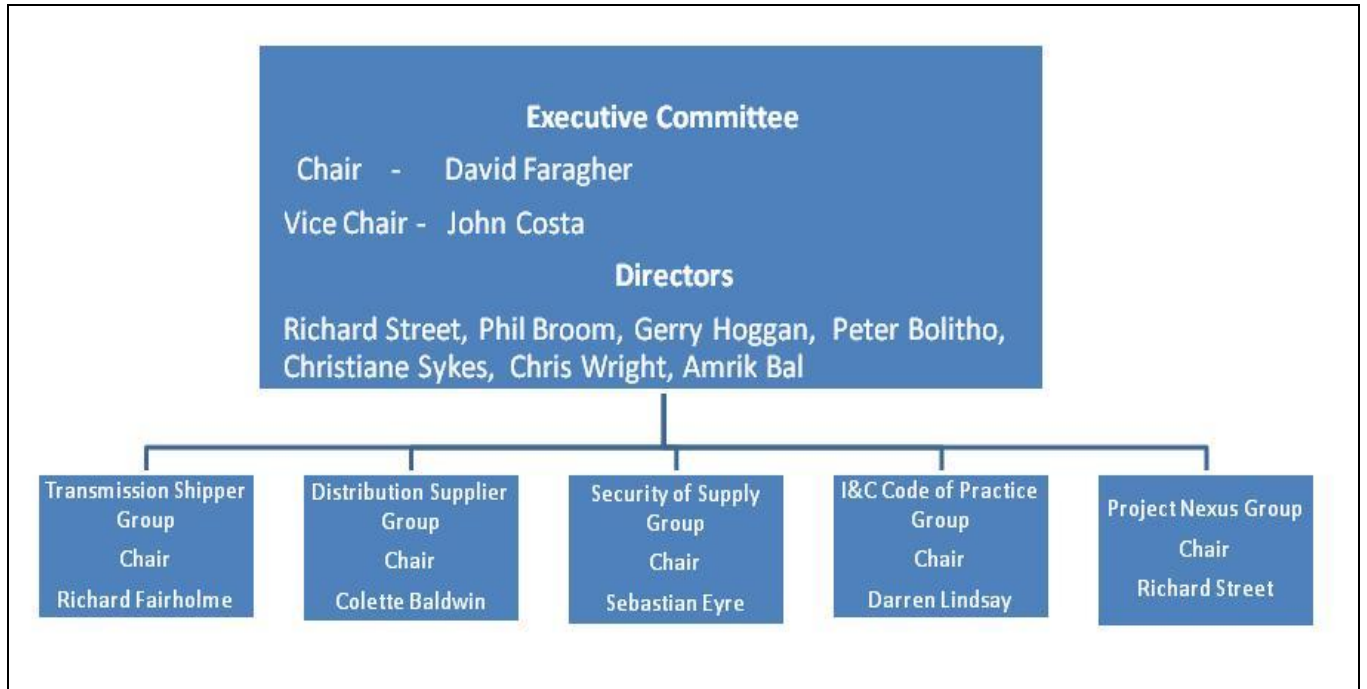 Executive Committee
Chair - David Faragher
Vice Chair - John Costa
Directors
Richard Street, Phil Broom, Gerry Hoggan, Peter Bolitho,
Christiane Sykes, Chris Wright, Amrik Bal
Transmission Shipper
Group
Chair
Richard Fairholme
Distribution Supplier
Group
Chair
Colette Baldwin
Security of Supply
Group
Chair
Sebastian Eyre
I&C Code of Practice
Group
Chair
Darren Lindsay
Project Nexus Group
Chair
Richard Street